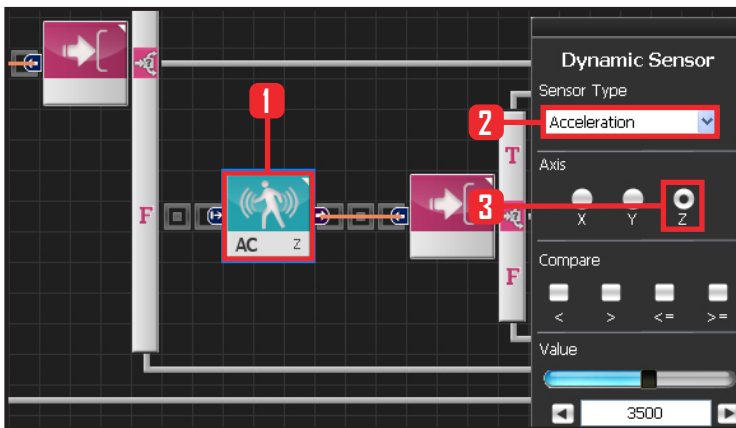 1
Dynamic Sensor
Sensor Type
2
Acceleration
T
Axis
3
X Y Z
F
AC Z
F
Compare
< > <= >=
Value
3500